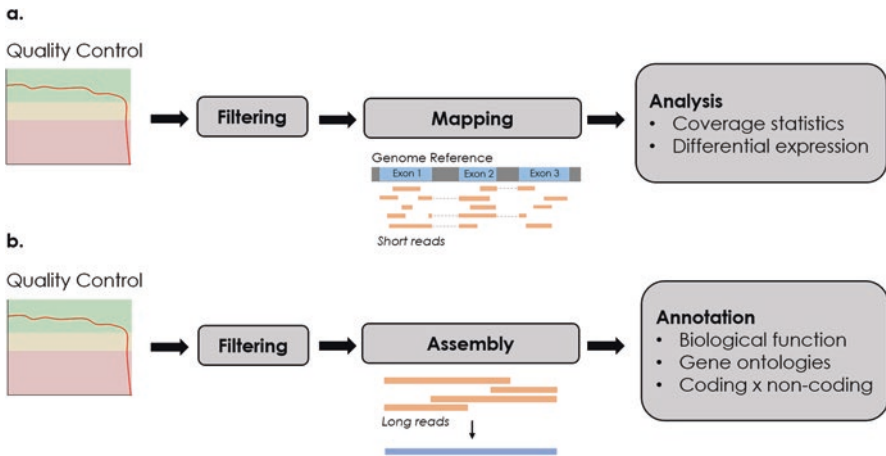 a.
Quality Control
Filtering
Mapping
Analysis
• Coverage statistics
• Differential expression
Genome Reference
Exon 1 Exon 2 Exon 3
Short reads
b.
Quality Control
Filtering
Assembly
Annotation
• Biological function
• Gene ontologies
• Coding x non-coding
Long reads